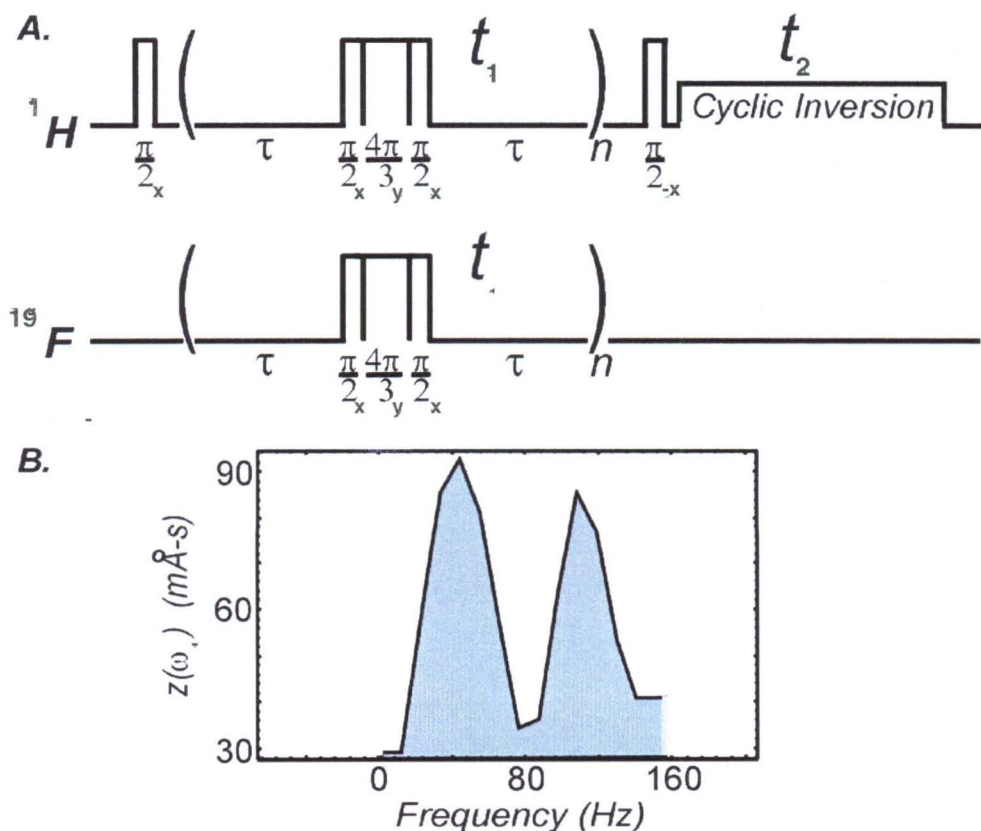 A.
t1 t2
1H Cyclic Inversion
π/2x ( τ π/2x 4π/3y π/2x τ )n π/2-x
t
19F
( τ π/2x 4π/3y π/2x τ )n
B.
90
60
30
z(ω) (mÅ-s)
0 80 160
Frequency (Hz)